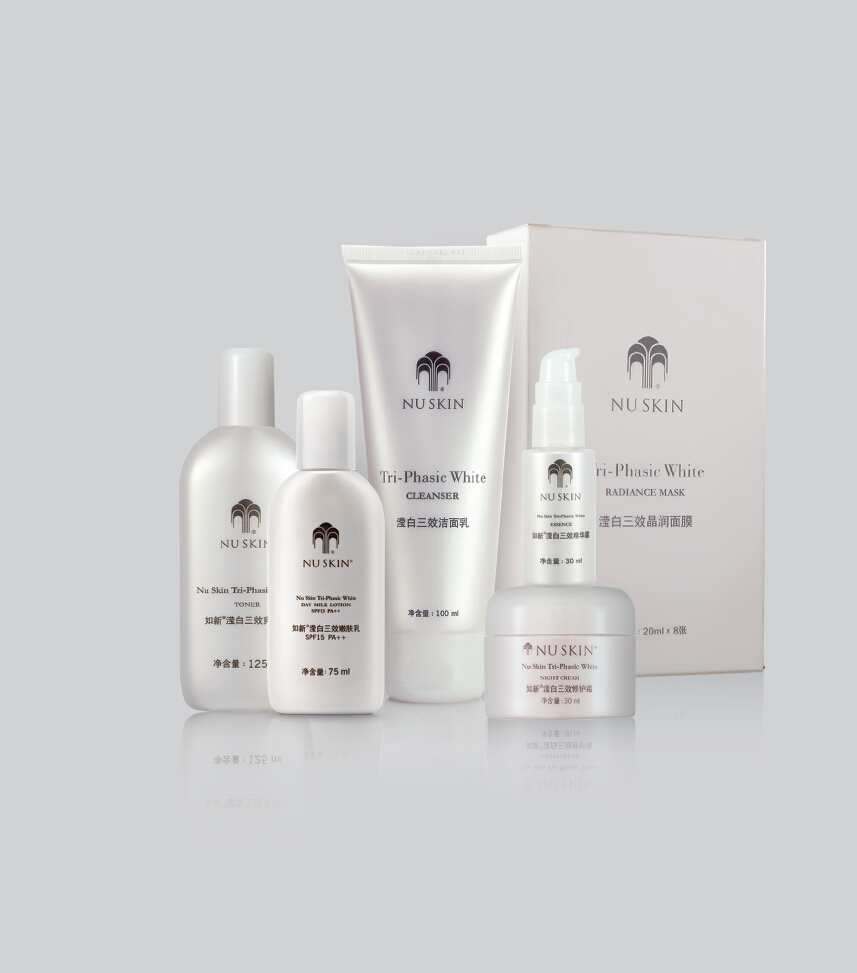 NU SKIN
Nu Skin Tri-Phasic
TONER
如新®滢白三效
净含量：125
NU SKIN®
Nu Skin Tri-Phasic White
DAY MILK LOTION
SPF15 PA++
如新®滢白三效嫩肤乳
SPF15 PA++
净含量：75 ml
NU SKIN
Tri-Phasic White
CLEANSER
滢白三效洁面乳
净含量：100 ml
NU SKIN
Nu Skin Tri-Phasic White
ESSENCE
如新®滢白三效精华露
净含量：30 ml
NU SKIN®
Nu Skin Tri-Phasic White
NIGHT CREAM
如新®滢白三效修护霜
净含量：30 ml
NU SKIN
Tri-Phasic White
RADIANCE MASK
滢白三效晶润面膜
：20ml x 8张